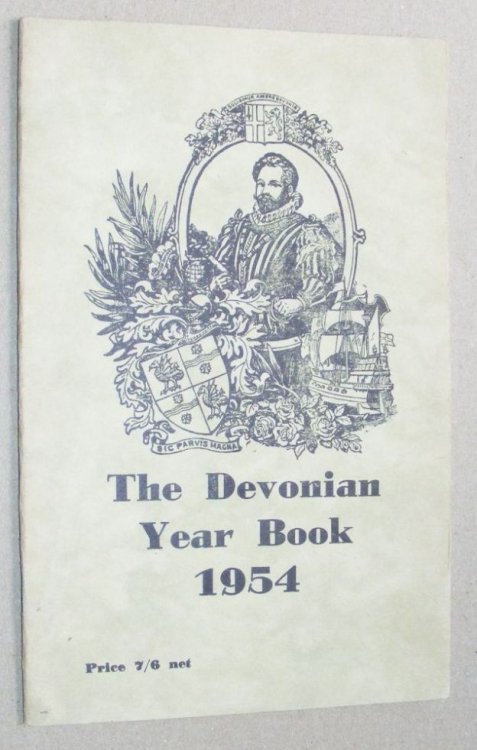 SIC PARVIS MAGNA
The Devonian
Year Book
1954
Price 7/6 net